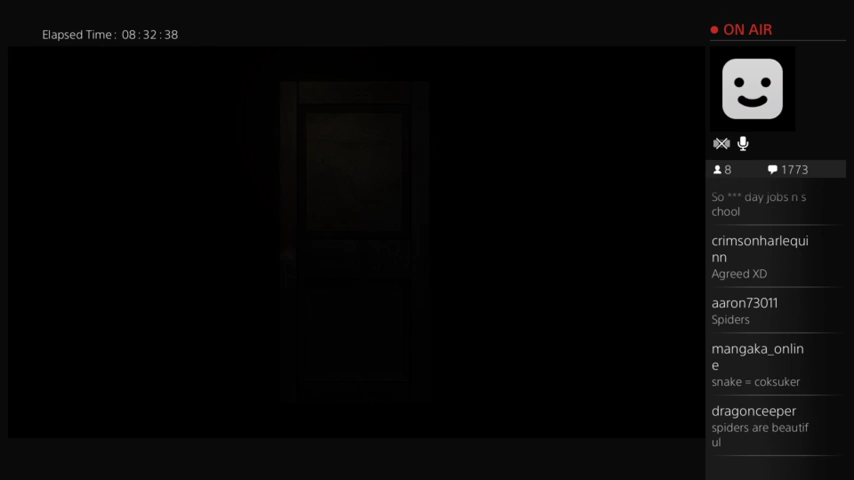 Elapsed Time: 08:32:38
ON AIR
8 1773
So *** day jobs n s
chool
crimsonharlequi
nn
Agreed XD
aaron73011
Spiders
mangaka_onlin
e
snake = coksuker
dragonceeper
spiders are beautif
ul